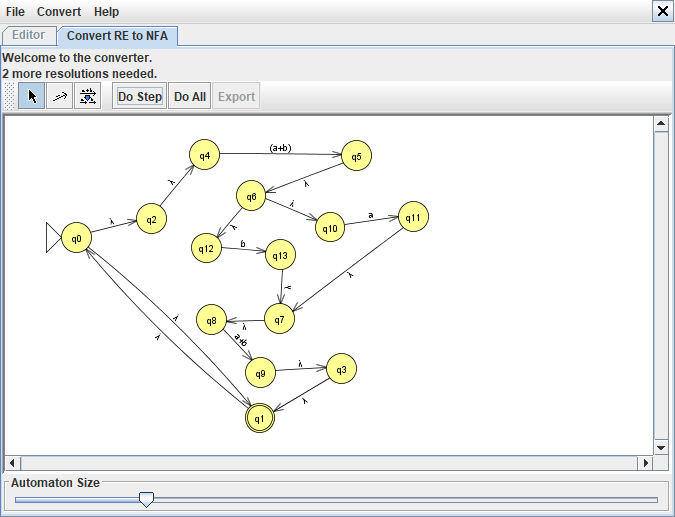 File Convert Help
Editor Convert RE to NFA
Welcome to the converter.
2 more resolutions needed.
Do Step Do All Export
q4 (a+b) q5
λ λ
q6 λ q10 a q11
q0 λ q2
λ
q12 b q13
λ λ
q8 λ q7
λ a+b
λ
q9 λ q3
λ
q1
Automaton Size